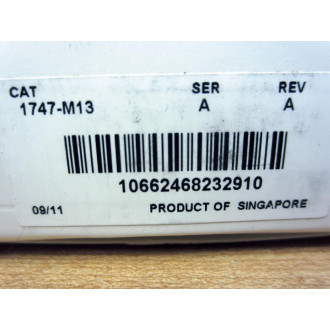 CAT SER REV
1747-M13 A A
10662468232910
09/11 PRODUCT OF SINGAPORE